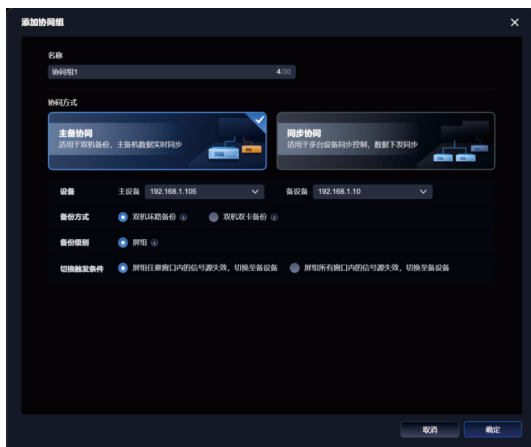 添加协同组
名称
协同组1 4/30
协同方式
主备协同
适用于双机备份，主备机数据实时同步
同步协同
适用于多台设备同步控制，数据下发同步
设备 主设备 192.168.1.105 备设备 192.168.1.10
备份方式 双机环路备份 双机双卡备份
备份级别 屏组
切换触发条件 屏组任意窗口内的信号源失效，切换至备设备 屏组所有窗口内的信号源失效，切换至备设备
取消 确定